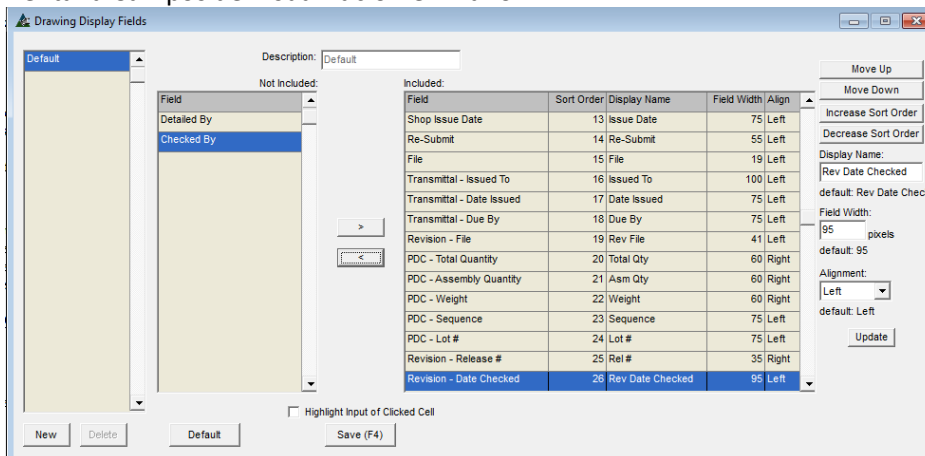 Drawing Display Fields
Default
Description: Default
Not Included:
Included:
Field
Detailed By
Checked By
>
<
Field Sort Order Display Name Field Width Align
Shop Issue Date 13 Issue Date 75 Left
Re-Submit 14 Re-Submit 55 Left
File 15 File 19 Left
Transmittal - Issued To 16 Issued To 100 Left
Transmittal - Date Issued 17 Date Issued 75 Left
Transmittal - Due By 18 Due By 75 Left
Revision - File 19 Rev File 41 Left
PDC - Total Quantity 20 Total Qty 60 Right
PDC - Assembly Quantity 21 Asm Qty 60 Right
PDC - Weight 22 Weight 60 Right
PDC - Sequence 23 Sequence 75 Left
PDC - Lot # 24 Lot # 75 Left
Revision - Release # 25 Rel # 35 Right
Revision - Date Checked 26 Rev Date Checked 95 Left
Move Up
Move Down
Increase Sort Order
Decrease Sort Order
Display Name:
Rev Date Checked
default: Rev Date Chec
Field Width:
95 pixels
default: 95
Alignment:
Left
default: Left
Update
Highlight Input of Clicked Cell
New Delete Default Save (F4)